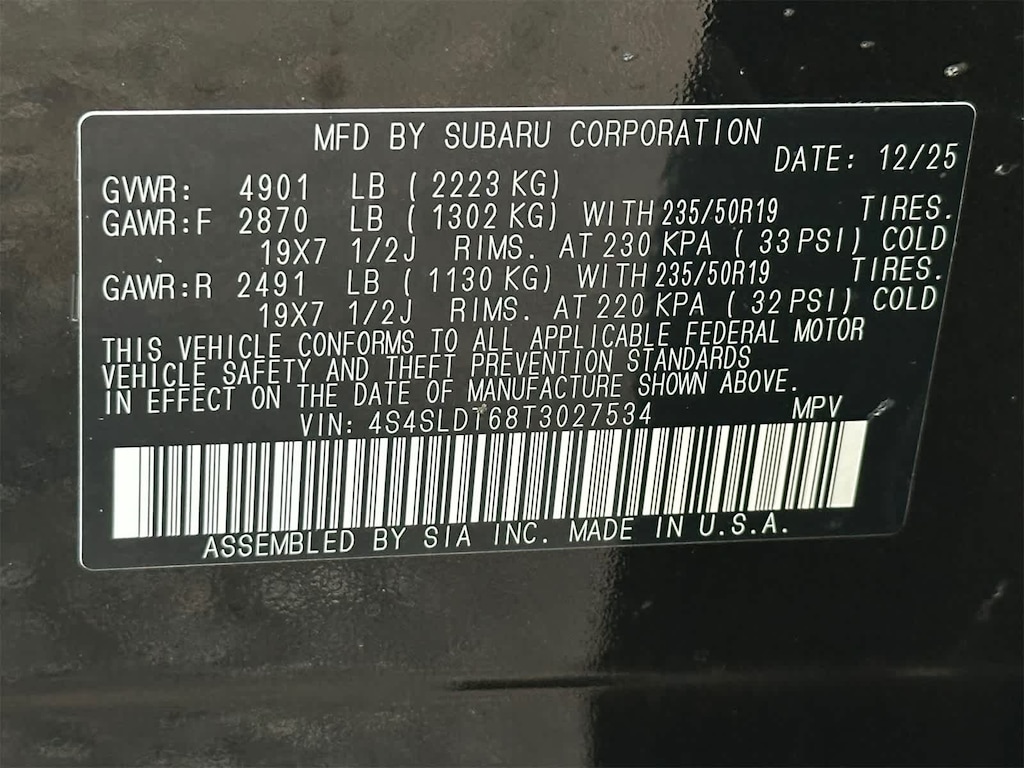 MFD BY SUBARU CORPORATION
DATE: 12/25
GVWR: 4901 LB ( 2223 KG)
GAWR:F 2870 LB ( 1302 KG) WITH 235/50R19 TIRES.
19X7 1/2J RIMS. AT 230 KPA ( 33 PSI) COLD
GAWR:R 2491 LB ( 1130 KG) WITH 235/50R19 TIRES.
19X7 1/2J RIMS. AT 220 KPA ( 32 PSI) COLD
THIS VEHICLE CONFORMS TO ALL APPLICABLE FEDERAL MOTOR
VEHICLE SAFETY AND THEFT PREVENTION STANDARDS
IN EFFECT ON THE DATE OF MANUFACTURE SHOWN ABOVE.
VIN: 4S4SLDT68T3027534 MPV
ASSEMBLED BY SIA INC. MADE IN U.S.A.